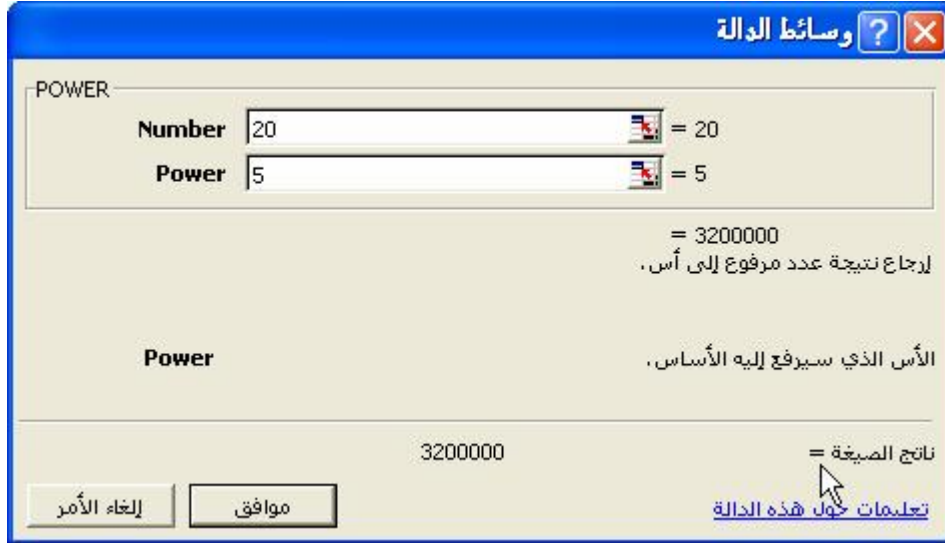 وسائط الدالة
POWER
Number 20 = 20
Power 5 = 5
= 3200000
إرجاع نتيجة عدد مرفوع إلى أس.
Power الأس الذي سيرفع إليه الأساس.
ناتج الصيغة = 3200000
تعليمات حول هذه الدالة موافق إلغاء الأمر